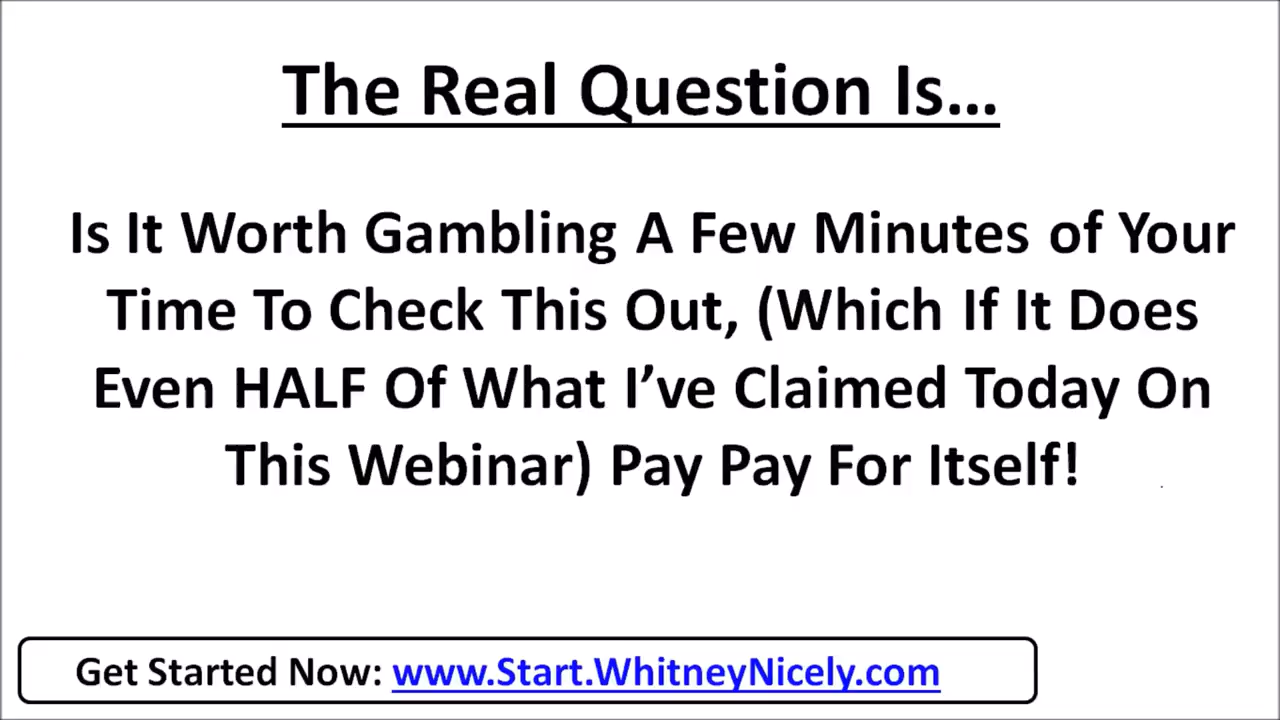 The Real Question Is...
Is It Worth Gambling A Few Minutes of Your
Time To Check This Out, (Which If It Does
Even HALF Of What I’ve Claimed Today On
This Webinar) Pay Pay For Itself!
Get Started Now: www.Start.WhitneyNicely.com